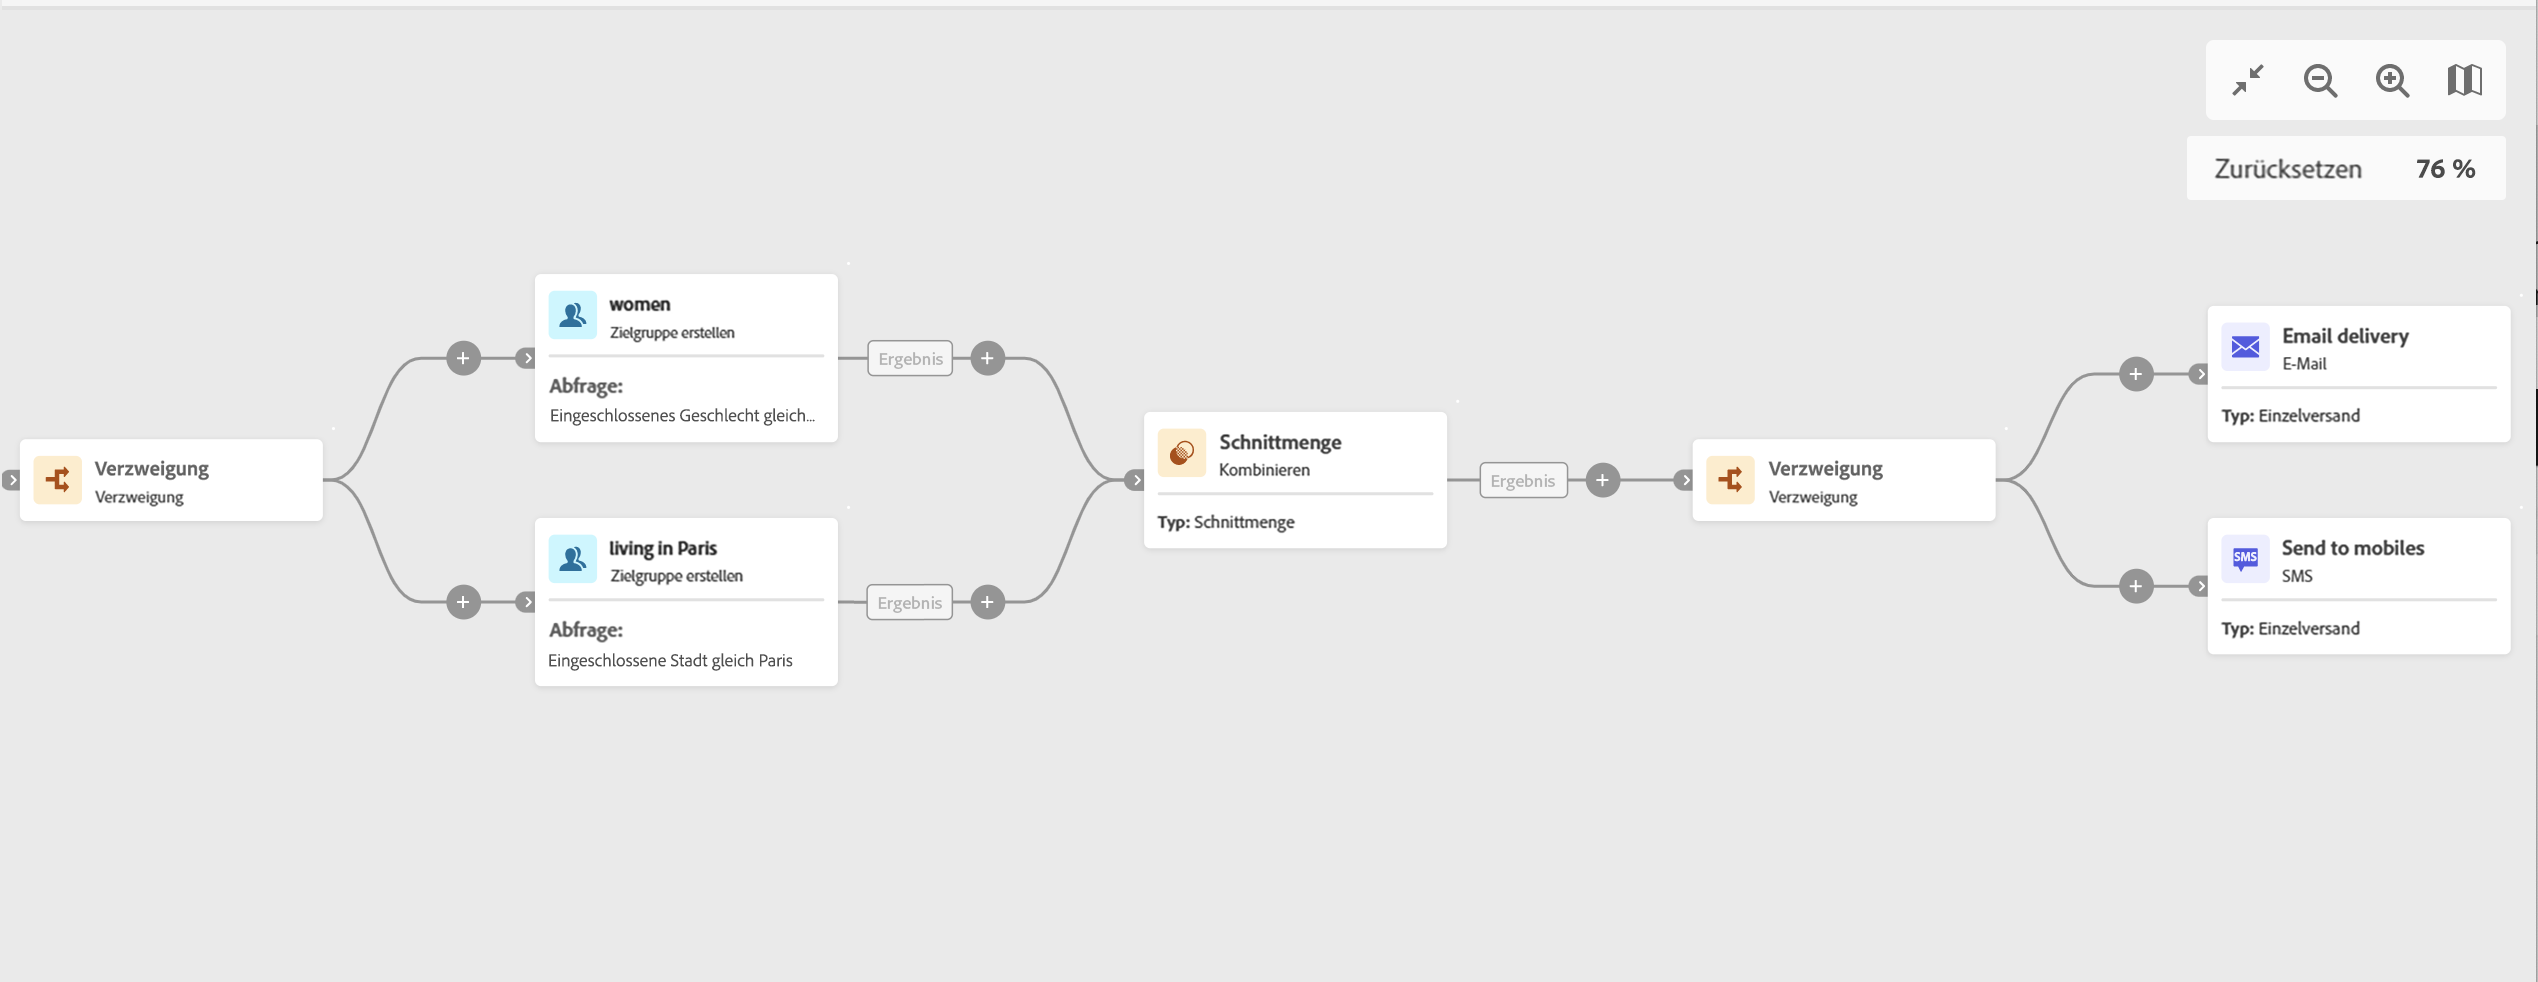 Zurücksetzen 76 %
Verzweigung
Verzweigung
women
Zielgruppe erstellen
Abfrage:
Eingeschlossenes Geschlecht gleich...
Ergebnis
living in Paris
Zielgruppe erstellen
Abfrage:
Eingeschlossene Stadt gleich Paris
Ergebnis
Schnittmenge
Kombinieren
Typ: Schnittmenge
Ergebnis
Verzweigung
Verzweigung
Email delivery
E-Mail
Typ: Einzelversand
SMS
Send to mobiles
SMS
Typ: Einzelversand